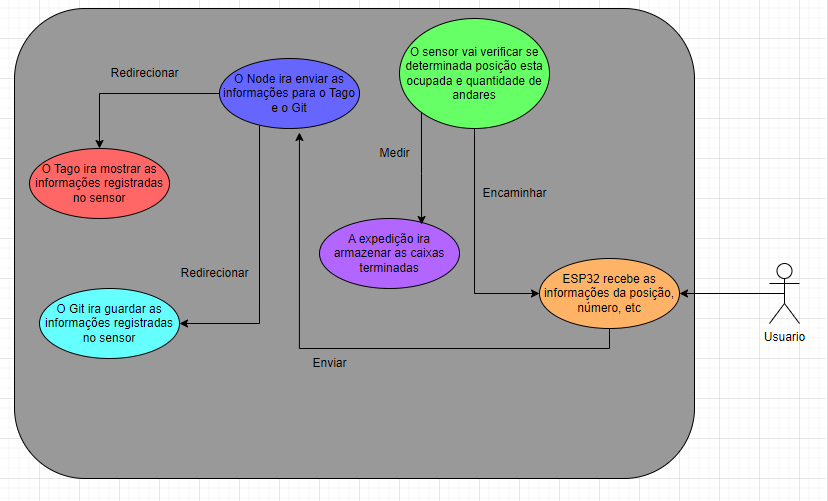 Redirecionar
O Node ira enviar as
informações para o Tago
e o Git
O sensor vai verificar se
determinada posição esta
ocupada e quantidade de
andares
Medir
O Tago ira mostrar as
informações registradas
no sensor
Encaminhar
A expedição ira
armazenar as caixas
terminadas
Redirecionar
ESP32 recebe as
informações da posição,
número, etc
O Git ira guardar as
informações registradas
no sensor
Usuario
Enviar